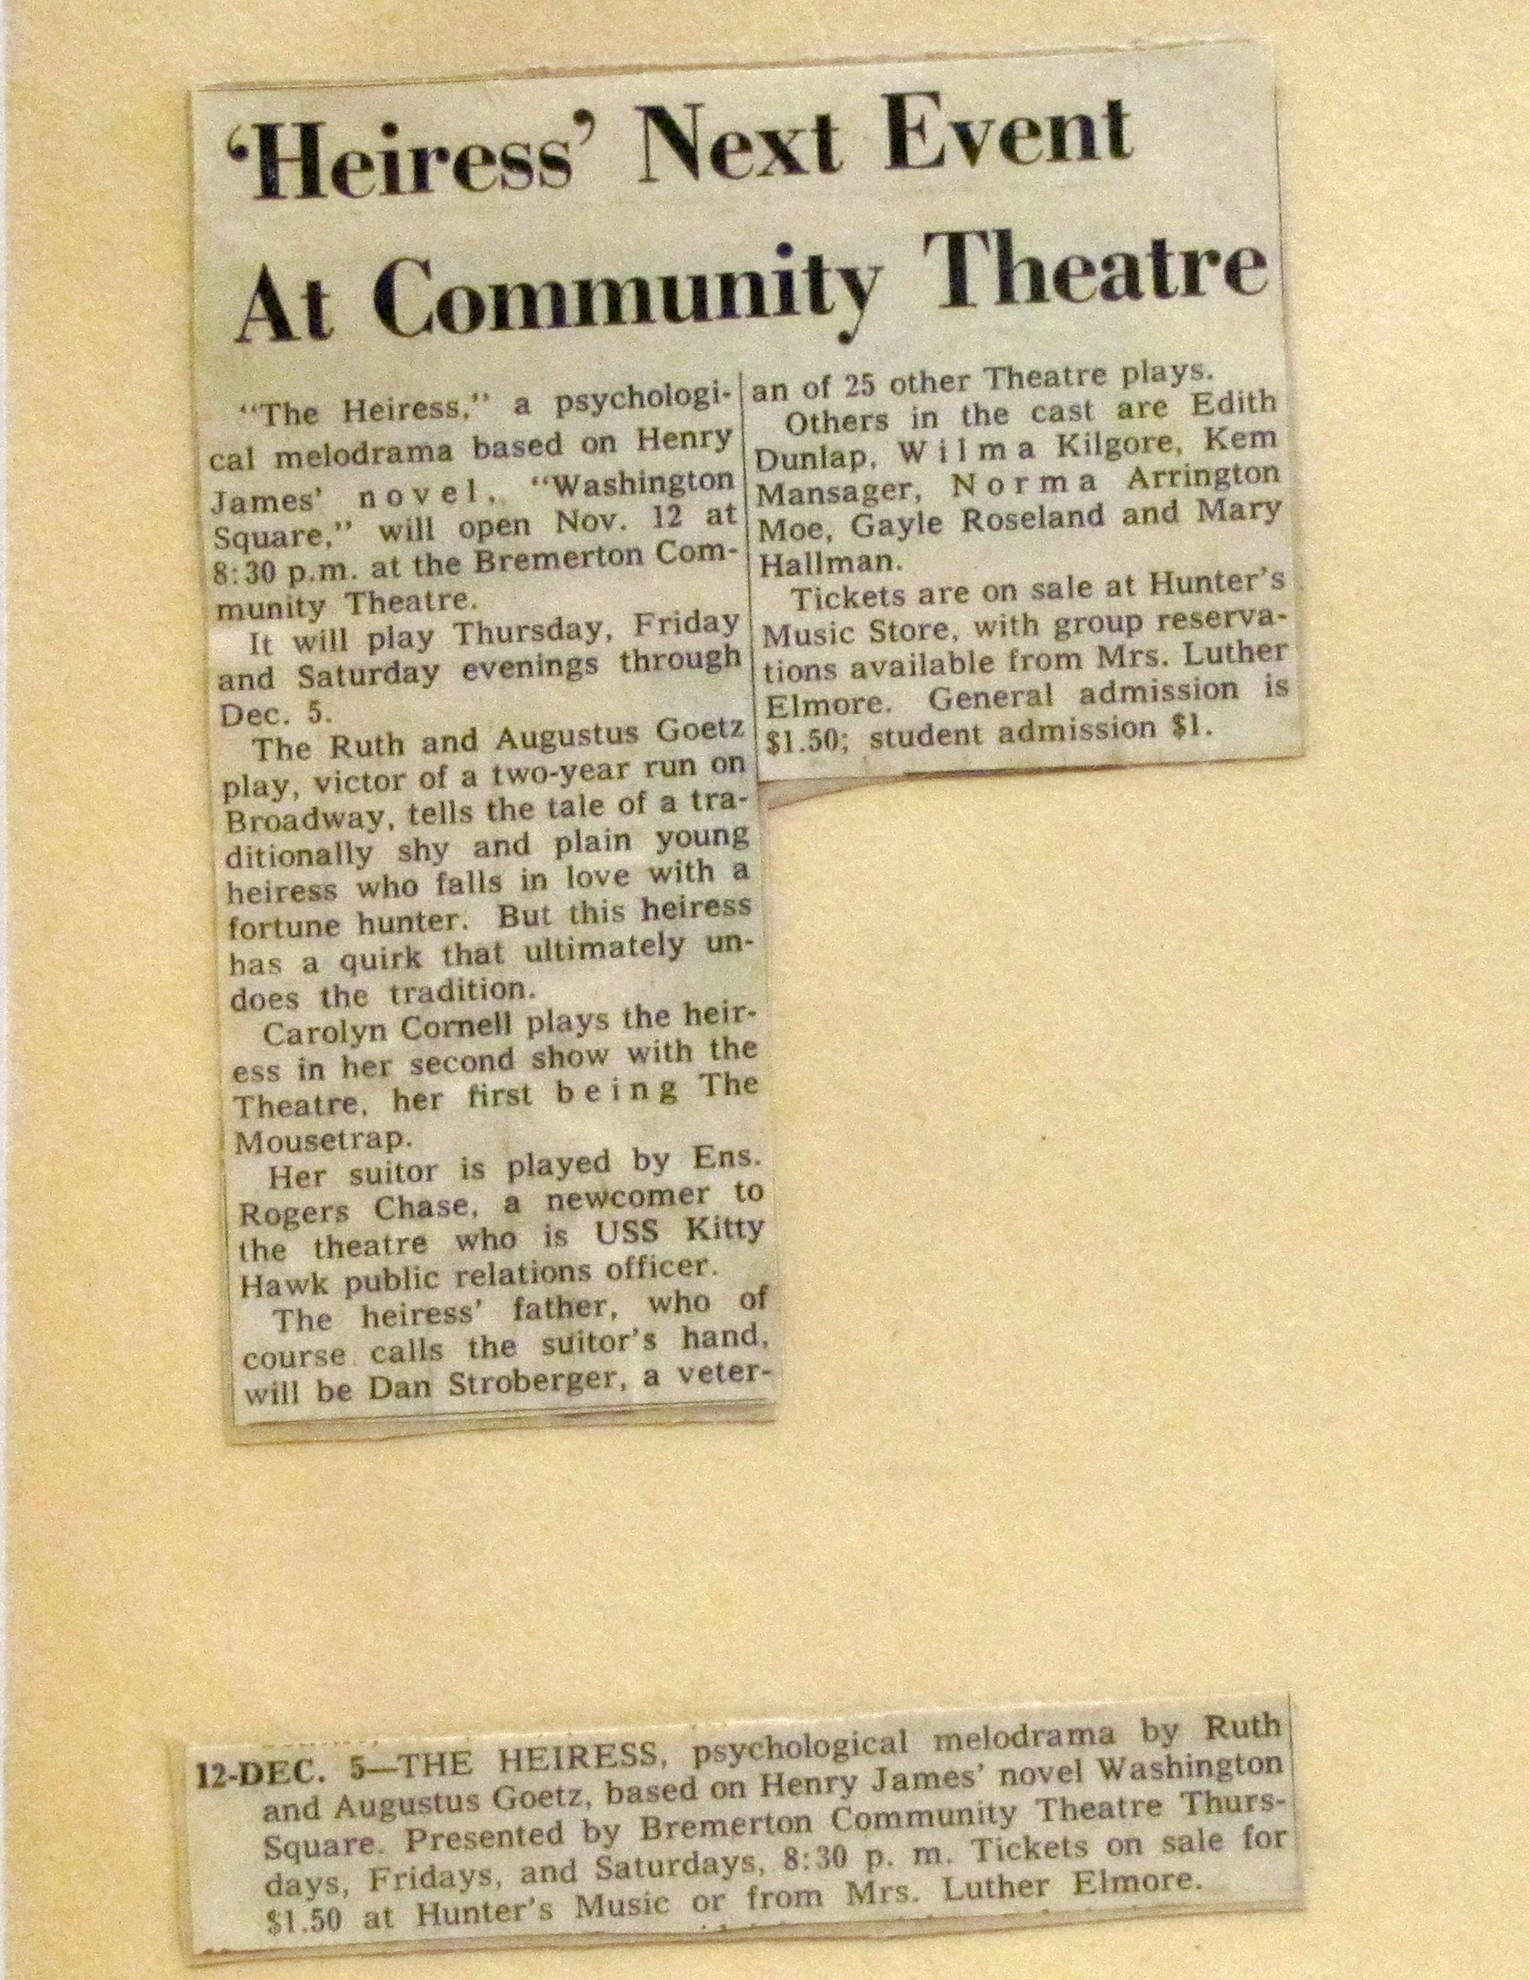 ‘Heiress’ Next Event
At Community Theatre
“The Heiress,” a psychologi-
cal melodrama based on Henry
James’ novel, “Washington
Square,” will open Nov. 12 at
8:30 p.m. at the Bremerton Com-
munity Theatre.
It will play Thursday, Friday
and Saturday evenings through
Dec. 5.
The Ruth and Augustus Goetz
play, victor of a two-year run on
Broadway, tells the tale of a tra-
ditionally shy and plain young
heiress who falls in love with a
fortune hunter. But this heiress
has a quirk that ultimately un-
does the tradition.
Carolyn Cornell plays the heir-
ess in her second show with the
Theatre, her first being The
Mousetrap.
Her suitor is played by Ens.
Rogers Chase, a newcomer to
the theatre who is USS Kitty
Hawk public relations officer.
The heiress’ father, who of
course calls the suitor’s hand,
will be Dan Stroberger, a veter-
an of 25 other Theatre plays.
Others in the cast are Edith
Dunlap, Wilma Kilgore, Kem
Mansager, Norma Arrington
Moe, Gayle Roseland and Mary
Hallman.
Tickets are on sale at Hunter’s
Music Store, with group reserva-
tions available from Mrs. Luther
Elmore. General admission is
$1.50; student admission $1.
12-DEC. 5—THE HEIRESS, psychological melodrama by Ruth
and Augustus Goetz, based on Henry James’ novel Washington
Square. Presented by Bremerton Community Theatre Thurs-
days, Fridays, and Saturdays, 8:30 p. m. Tickets on sale for
$1.50 at Hunter’s Music or from Mrs. Luther Elmore.